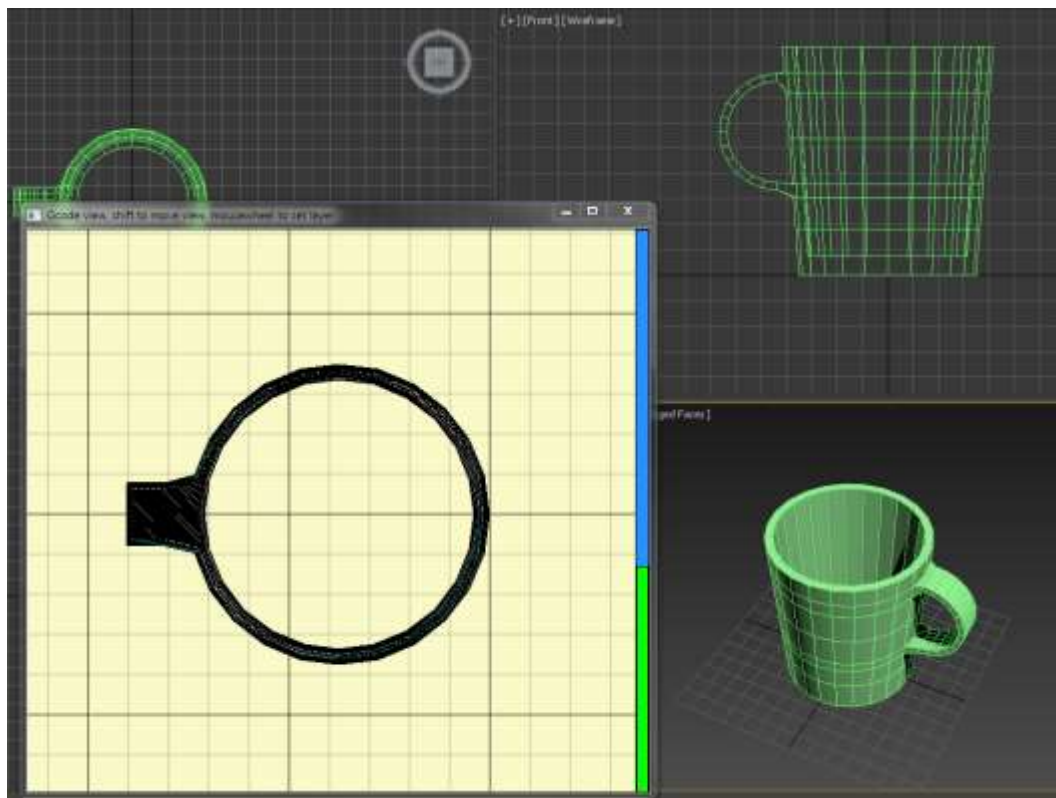 [ + ] [ Front ] [ Wireframe ]
Gcode view, shift to move view, mousewheel to set layer
ged Faces ]